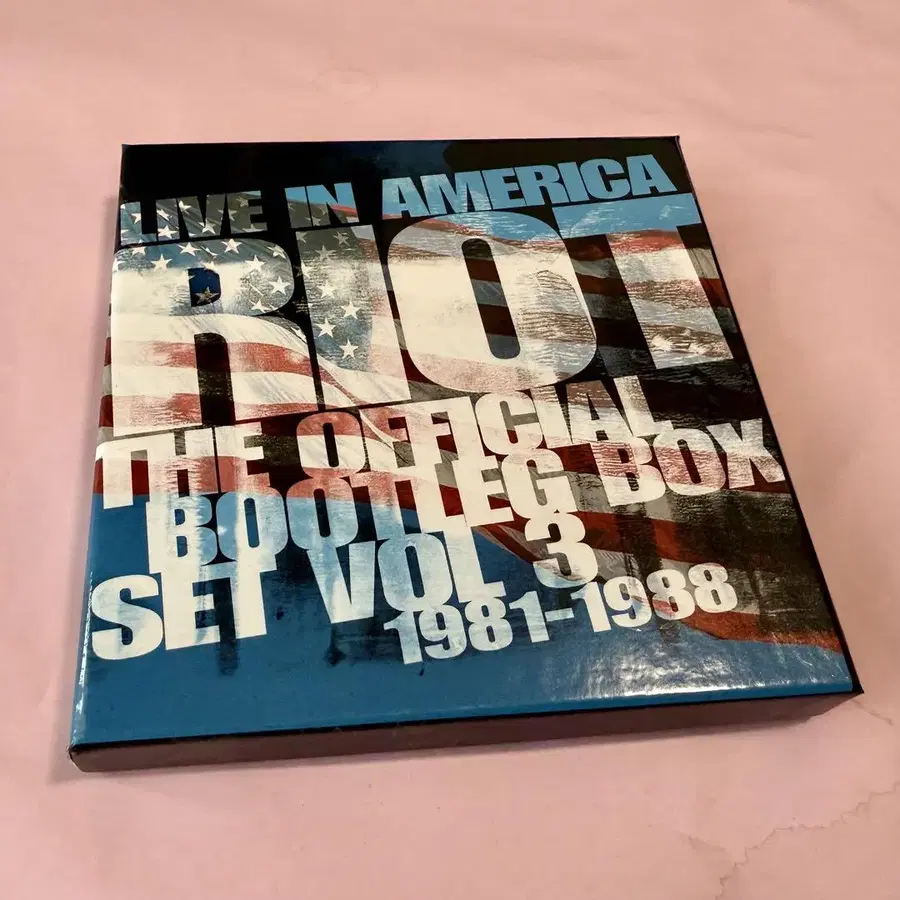 LIVE IN AMERICA
RIOT
THE OFFICIAL
BOOTLEG BOX
SET VOL 3
1981-1988